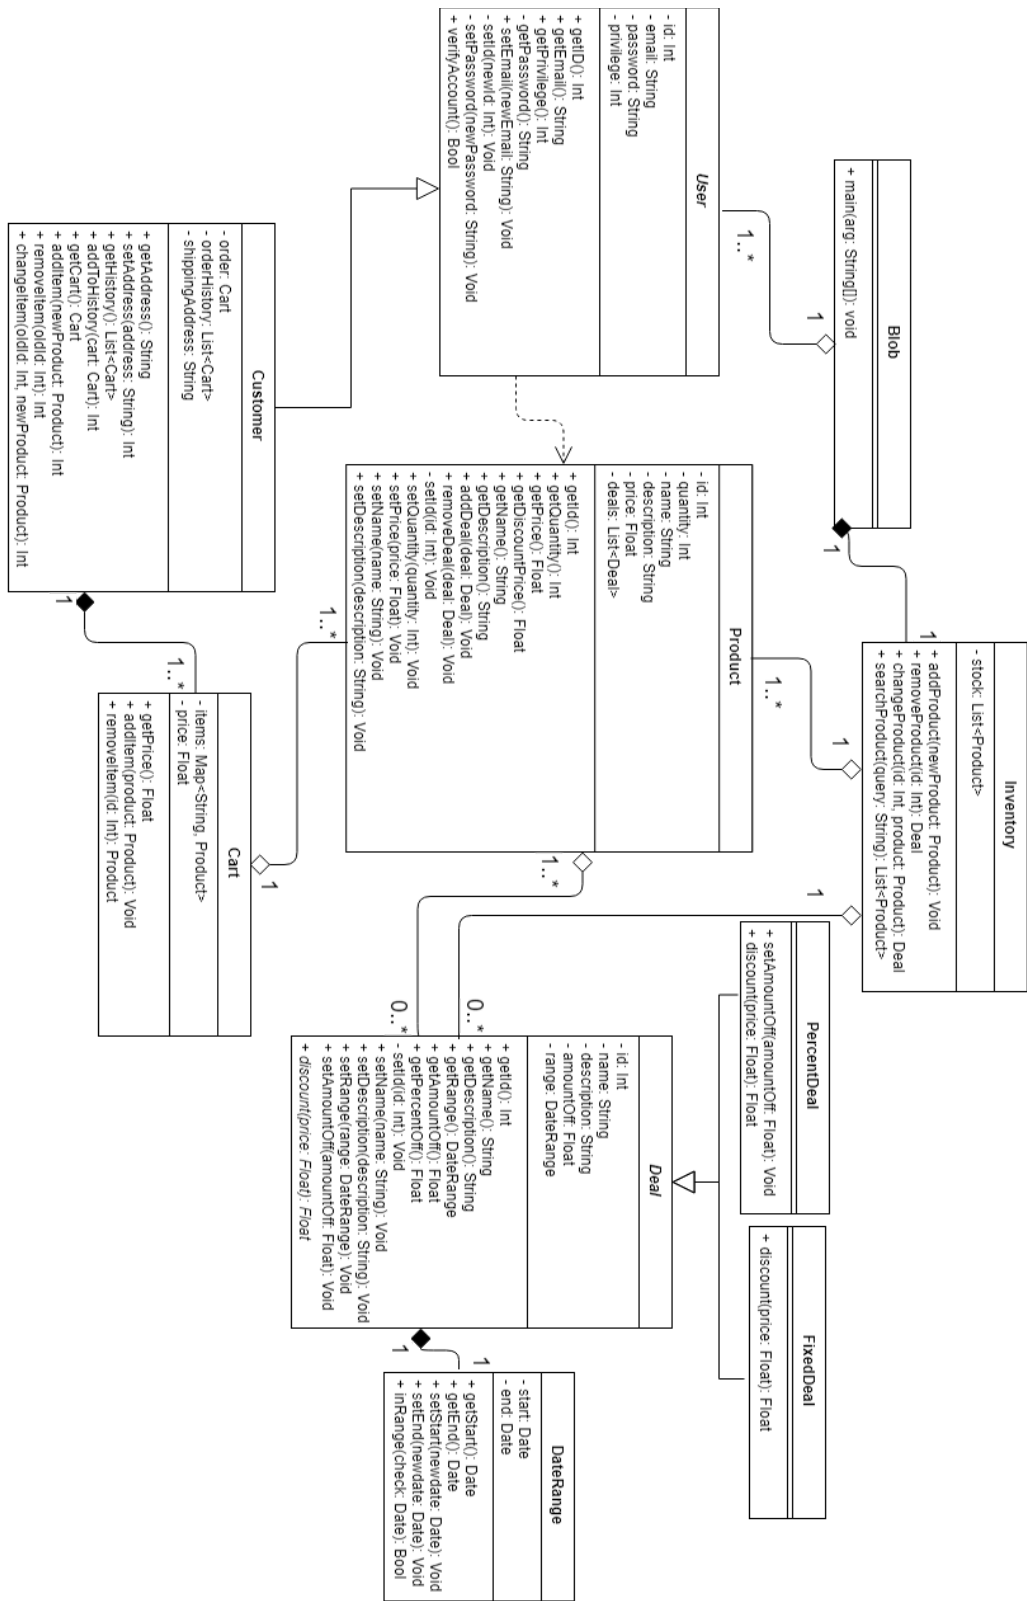 Blob
+ main(arg: String[]): void
1
1
1..*
User
- id: Int
- email: String
- password: String
- privilege: Int
+ getID(): Int
+ getEmail(): String
+ getPrivilege(): Int
- getPassword(): String
+ setEmail(newEmail: String): Void
- setId(newId: Int): Void
- setPassword(newPassword: String): Void
+ verifyAccount(): Bool
1
Inventory
- stock: List<Product>
+ addProduct(newProduct: Product): Void
+ removeProduct(id: Int): Deal
+ changeProduct(id: Int, product: Product): Deal
+ searchProduct(query: String): List<Product>
1
1
1..*
Product
- id: Int
- quantity: Int
- name: String
- description: String
- price: Float
- deals: List<Deal>
+ getId(): Int
+ getQuantity(): Int
+ getPrice(): Float
+ getDiscountPrice(): Float
+ getName(): String
+ getDescription(): String
+ addDeal(deal: Deal): Void
+ removeDeal(deal: Deal): Void
- setId(id: Int): Void
+ setQuantity(quantity: Int): Void
+ setPrice(price: Float): Void
+ setName(name: String): Void
+ setDescription(description: String): Void
1..*
1..*
Customer
- order: Cart
- orderHistory: List<Cart>
- shippingAddress: String
+ getAddress(): String
+ setAddress(address: String): Int
+ getHistory(): List<Cart>
+ addToHistory(cart: Cart): Int
+ getCart(): Cart
+ addItem(newProduct: Product): Int
+ removeItem(oldId: Int): Int
+ changeItem(oldId: Int, newProduct: Product): Int
1
1..*
1
Cart
- items: Map<String, Product>
- price: Float
+ getPrice(): Float
+ addItem(product: Product): Void
+ removeItem(id: Int): Product
PercentDeal
+ setAmountOff(amountOff: Float): Void
+ discount(price: Float): Float
FixedDeal
+ discount(price: Float): Float
0..*
0..*
Deal
- id: Int
- name: String
- description: String
- amountOff: Float
- range: DateRange
+ getId(): Int
+ getName(): String
+ getDescription(): String
+ getRange(): DateRange
+ getAmountOff(): Float
+ getPercentOff(): Float
- setId(id: Int): Void
+ setName(name: String): Void
+ setDescription(description: String): Void
+ setRange(range: DateRange): Void
+ setAmountOff(amountOff: Float): Void
+ discount(price: Float): Float
1
1
DateRange
- start: Date
- end: Date
+ getStart(): Date
+ getEnd(): Date
+ setStart(newdate: Date): Void
+ setEnd(newdate: Date): Void
+ inRange(check: Date): Bool